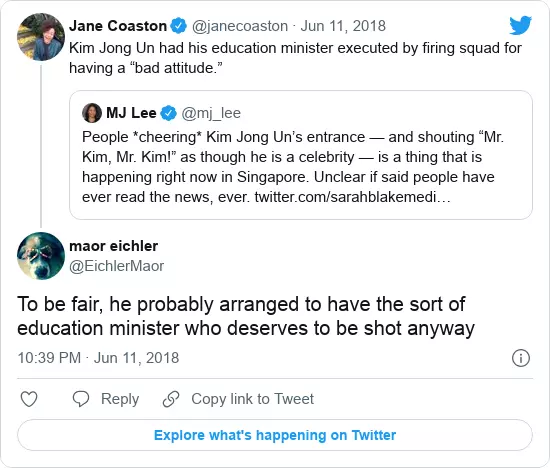 Jane Coaston @janecoaston · Jun 11, 2018
Kim Jong Un had his education minister executed by firing squad for
having a “bad attitude.”
MJ Lee @mj_lee
People *cheering* Kim Jong Un’s entrance — and shouting “Mr.
Kim, Mr. Kim!” as though he is a celebrity — is a thing that is
happening right now in Singapore. Unclear if said people have
ever read the news, ever. twitter.com/sarahblakemedi…
maor eichler
@EichlerMaor
To be fair, he probably arranged to have the sort of
education minister who deserves to be shot anyway
10:39 PM · Jun 11, 2018
Reply Copy link to Tweet
Explore what's happening on Twitter